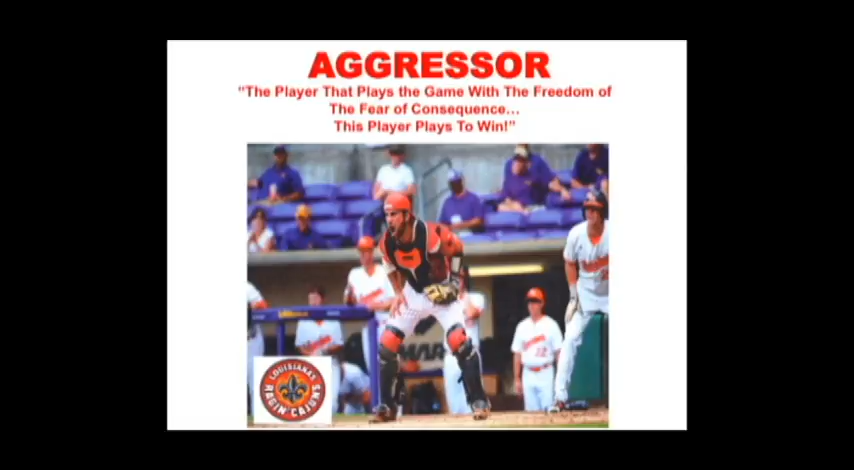 AGGRESSOR
"The Player That Plays the Game With The Freedom of
The Fear of Consequence...
This Player Plays To Win!"
12
LOUISIANA'S
RAGIN' CAJUNS